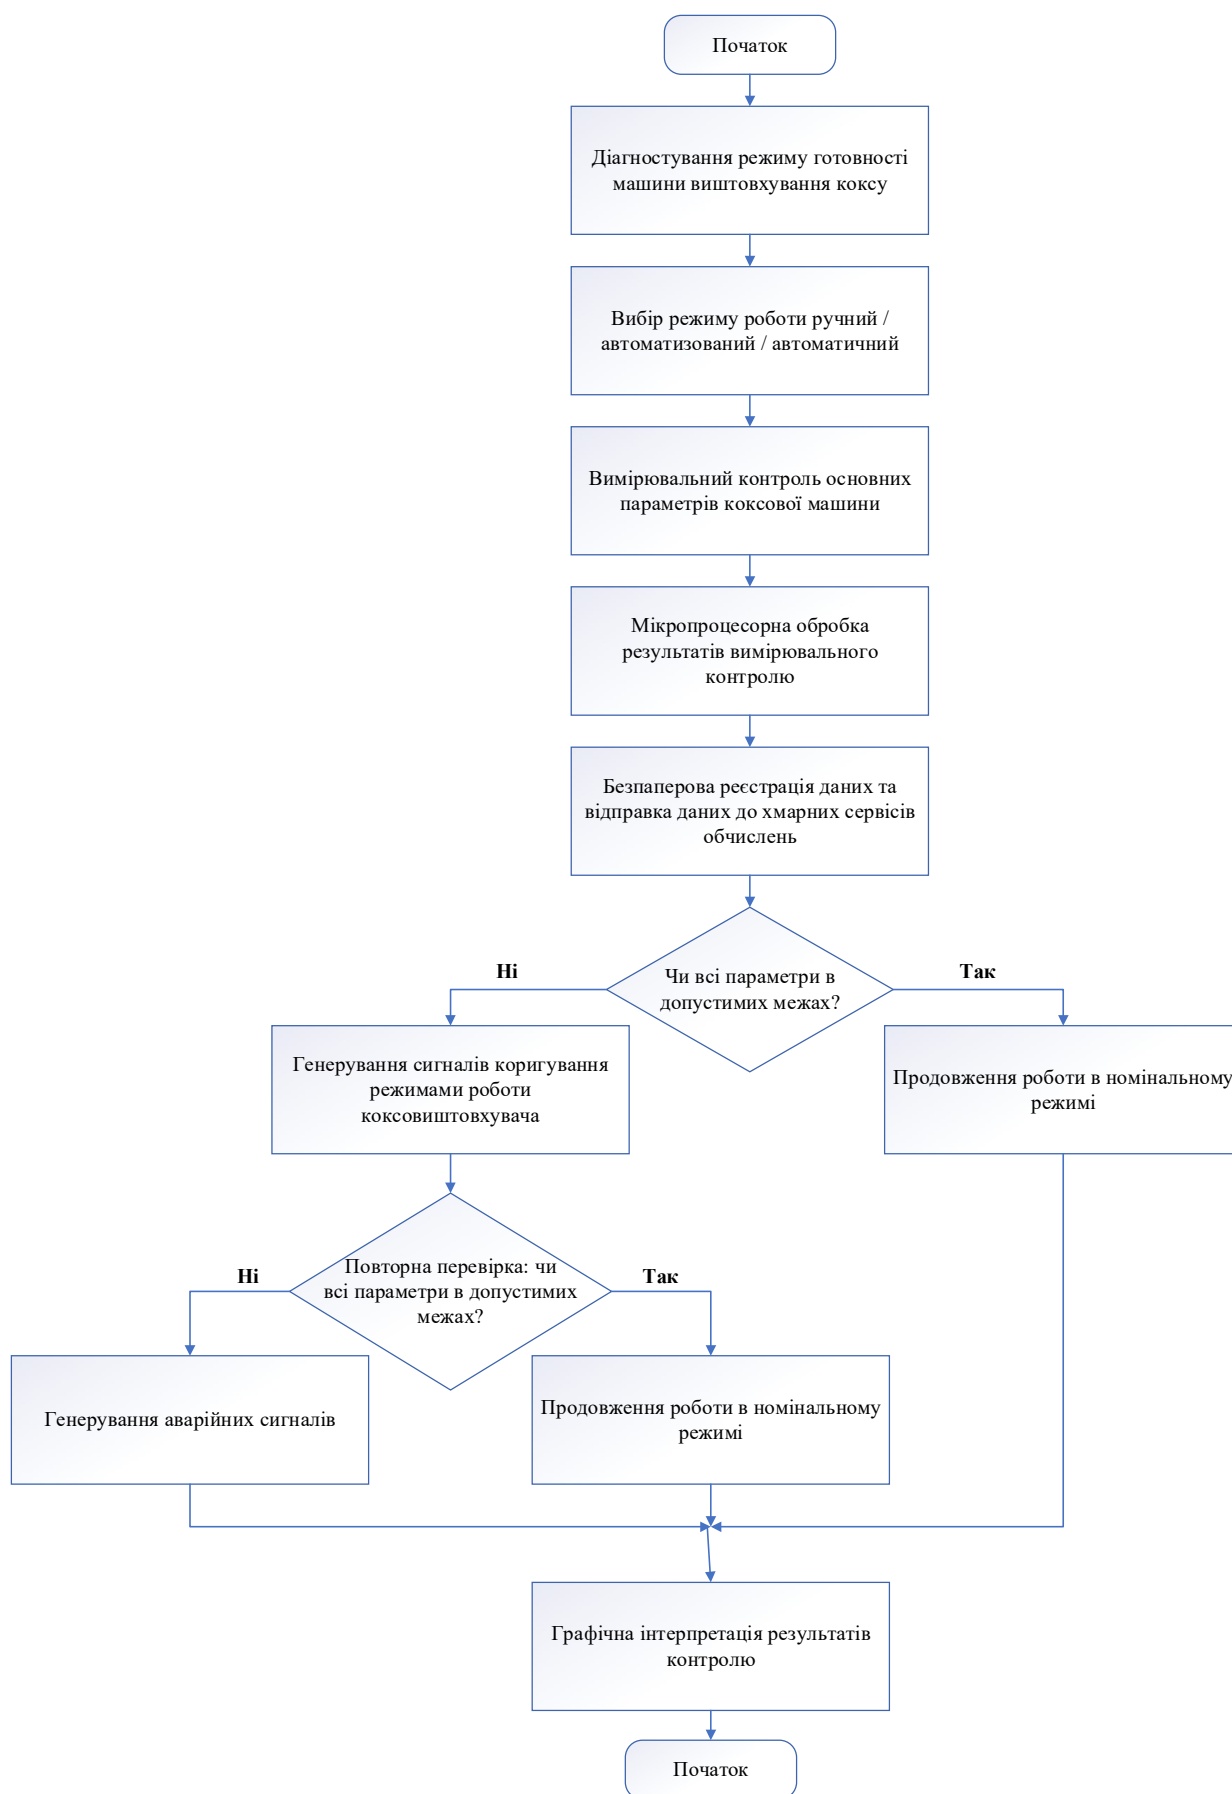 Початок
Діагностування режиму готовності
машини виштовхування коксу
Вибір режиму роботи ручний /
автоматизований / автоматичний
Вимірювальний контроль основних
параметрів коксової машини
Мікропроцесорна обробка
результатів вимірювального
контролю
Безпаперова реєстрація даних та
відправка даних до хмарних сервісів
обчислень
Чи всі параметри в
допустимих межах?
Ні
Так
Генерування сигналів коригування
режимами роботи
коксовиштовхувача
Продовження роботи в номінальному
режимі
Повторна перевірка: чи
всі параметри в допустимих
межах?
Ні
Так
Генерування аварійних сигналів
Продовження роботи в номінальному
режимі
Графічна інтерпретація результатів
контролю
Початок